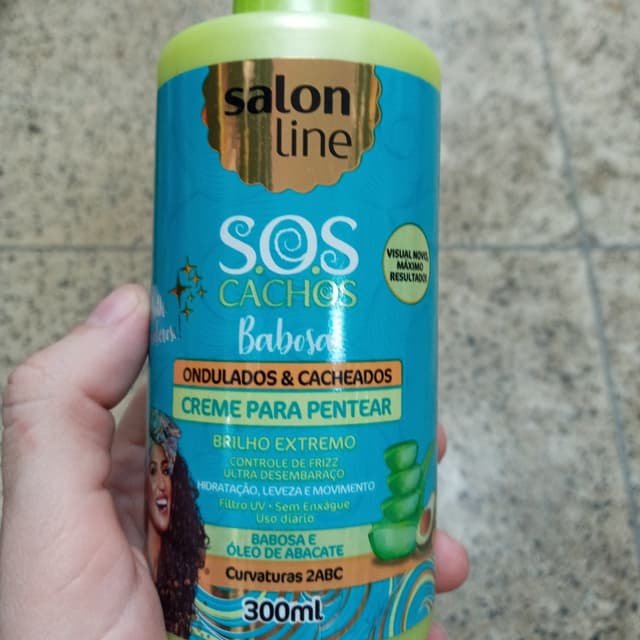 salon
line
S.O.S
CACHOS
Babosa
VISUAL NOVO,
MÁXIMO
RESULTADO!
ONDULADOS & CACHEADOS
CREME PARA PENTEAR
BRILHO EXTREMO
CONTROLE DE FRIZZ
ULTRA DESEMBARAÇO
HIDRATAÇÃO, LEVEZA E MOVIMENTO
Filtro UV • Sem Enxágue
Uso diário
BABOSA E
ÓLEO DE ABACATE
Curvaturas 2ABC
300ml